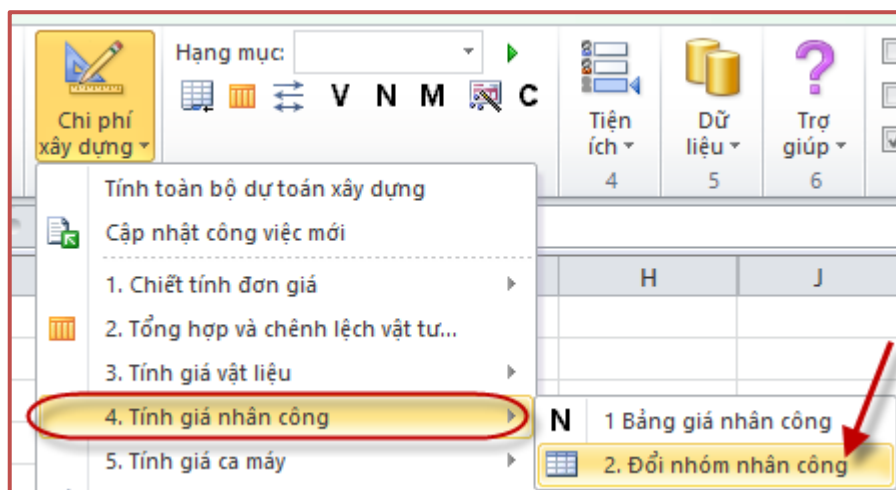 Hạng mục:
V N M C
Chi phí
xây dựng
Tiện
ích
Dữ
liệu
Trợ
giúp
4 5 6
Tính toàn bộ dự toán xây dựng
Cập nhật công việc mới
H J
1. Chiết tính đơn giá
2. Tổng hợp và chênh lệch vật tư...
3. Tính giá vật liệu
4. Tính giá nhân công
N 1 Bảng giá nhân công
5. Tính giá ca máy
2. Đổi nhóm nhân công